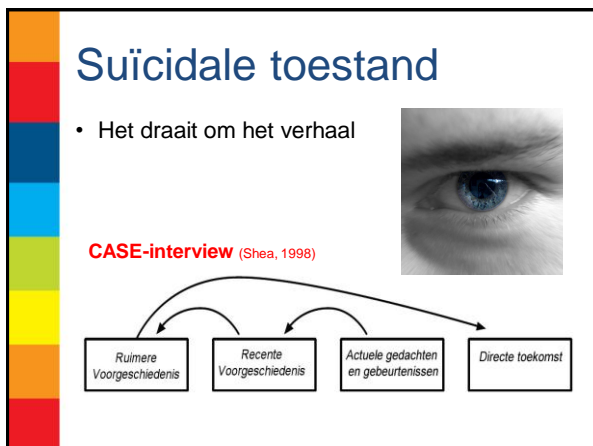 Suïcidale toestand
• Het draait om het verhaal
CASE-interview (Shea, 1998)
Ruimere
Voorgeschiedenis
Recente
Voorgeschiedenis
Actuele gedachten
en gebeurtenissen
Directe toekomst